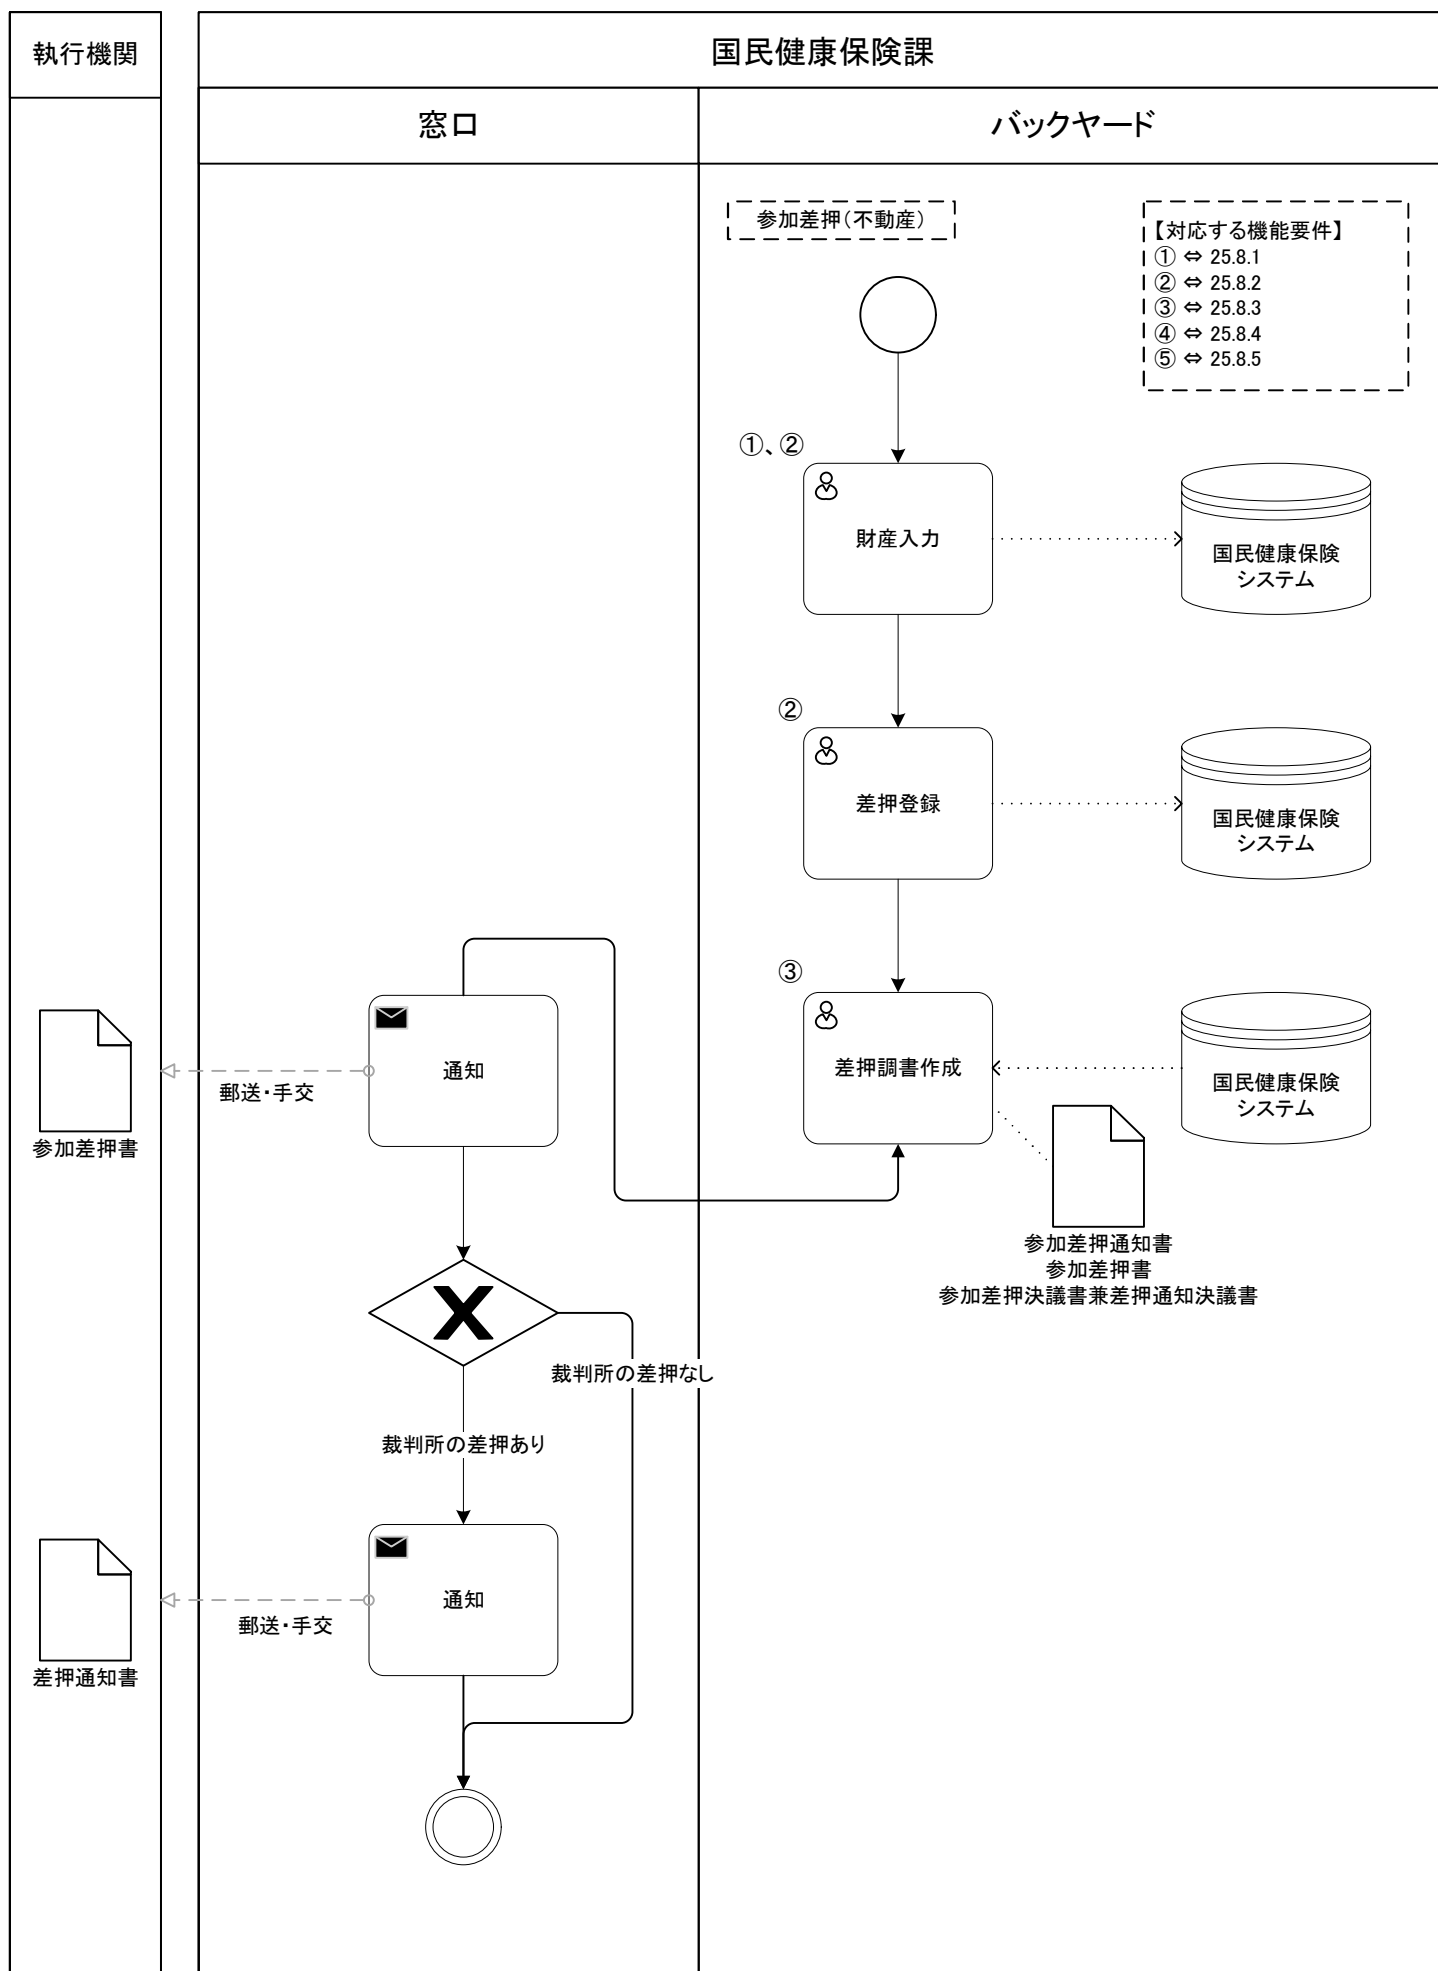 執行機関
国民健康保険課
窓口
バックヤード
参加差押(不動産)
【対応する機能要件】
① ⇔ 25.8.1
② ⇔ 25.8.2
③ ⇔ 25.8.3
④ ⇔ 25.8.4
⑤ ⇔ 25.8.5
①、②
財産入力
国民健康保険
システム
②
差押登録
国民健康保険
システム
③
差押調書作成
国民健康保険
システム
参加差押通知書
参加差押書
参加差押決議書兼差押通知決議書
通知
郵送・手交
参加差押書
裁判所の差押なし
裁判所の差押あり
通知
郵送・手交
差押通知書